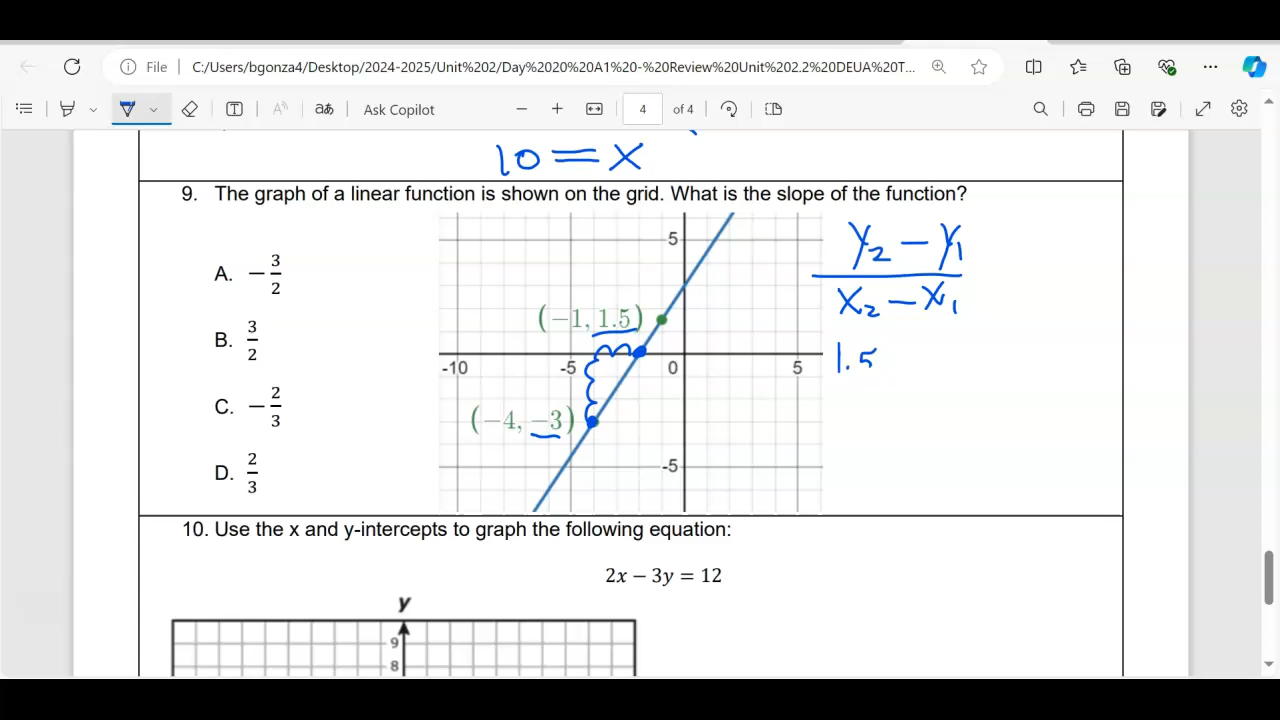 File C:/Users/bgonza4/Desktop/2024-2025/Unit%202/Day%2020%20A1%20-%20Review%20Unit%202.2%20DEUA%20T...
aあ Ask Copilot 4 of 4
10 = x
9. The graph of a linear function is shown on the grid. What is the slope of the function?
A. −3/2
B. 3/2
C. −2/3
D. 2/3
5
(−1, 1.5)
-10 -5 0 5
(−4, −3)
-5
y₂ − y₁
x₂ − x₁
1.5
10. Use the x and y-intercepts to graph the following equation:
2x − 3y = 12
y
9
8